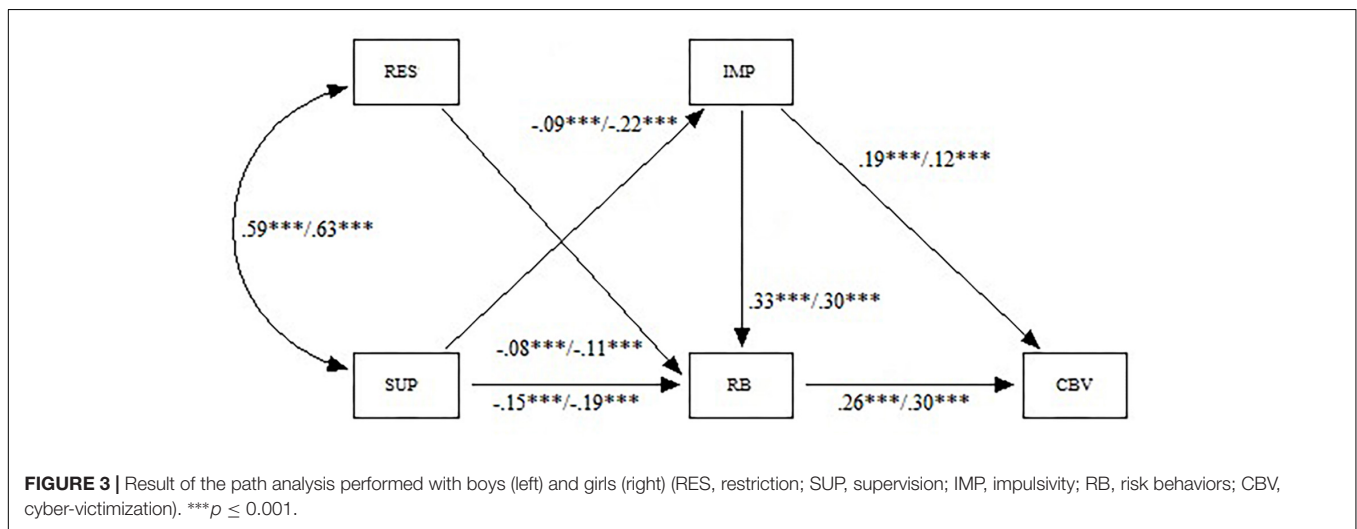 RES
IMP
-.09***/-.22***
.19***/.12***
.59***/.63***
.33***/.30***
-.08***/-.11***
SUP
RB
CBV
-.15***/-.19***
.26***/.30***
FIGURE 3 | Result of the path analysis performed with boys (left) and girls (right) (RES, restriction; SUP, supervision; IMP, impulsivity; RB, risk behaviors; CBV,
cyber-victimization). ***p ≤ 0.001.